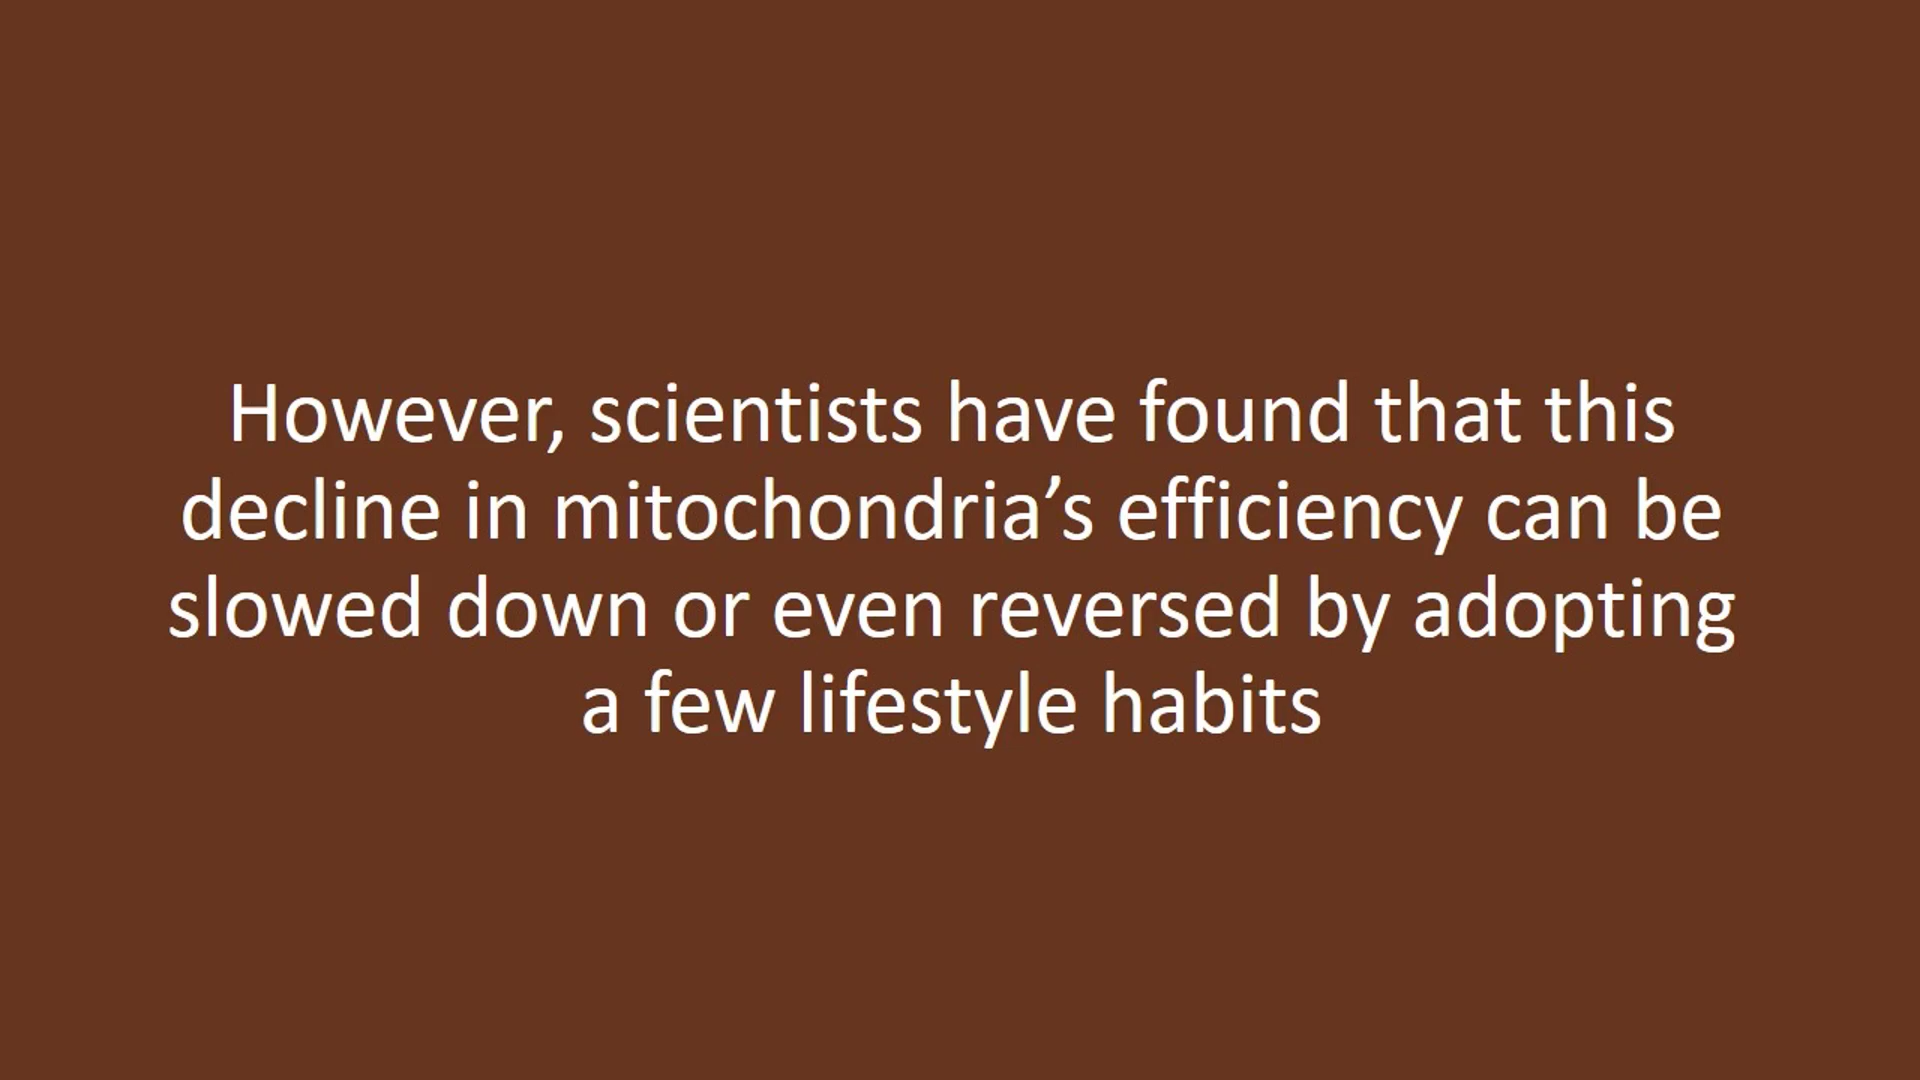 However, scientists have found that this
decline in mitochondria’s efficiency can be
slowed down or even reversed by adopting
a few lifestyle habits